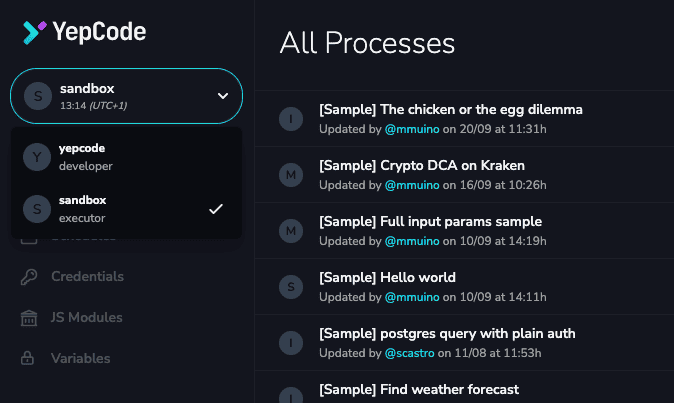 YepCode
S
sandbox
13:14 (UTC+1)
Y
yepcode
developer
S
sandbox
executor
Schedules
Credentials
JS Modules
Variables
All Processes
I
[Sample] The chicken or the egg dilemma
Updated by @mmuino on 20/09 at 11:31h
M
[Sample] Crypto DCA on Kraken
Updated by @mmuino on 16/09 at 10:26h
M
[Sample] Full input params sample
Updated by @mmuino on 10/09 at 14:19h
S
[Sample] Hello world
Updated by @mmuino on 10/09 at 14:11h
I
[Sample] postgres query with plain auth
Updated by @scastro on 11/08 at 11:53h
I
[Sample] Find weather forecast